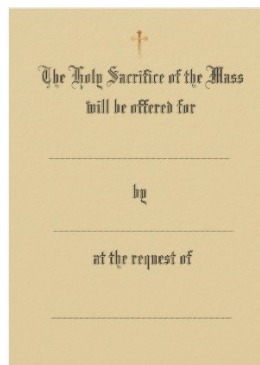 The Holy Sacrifice of the Mass
will be offered for
by
at the request of